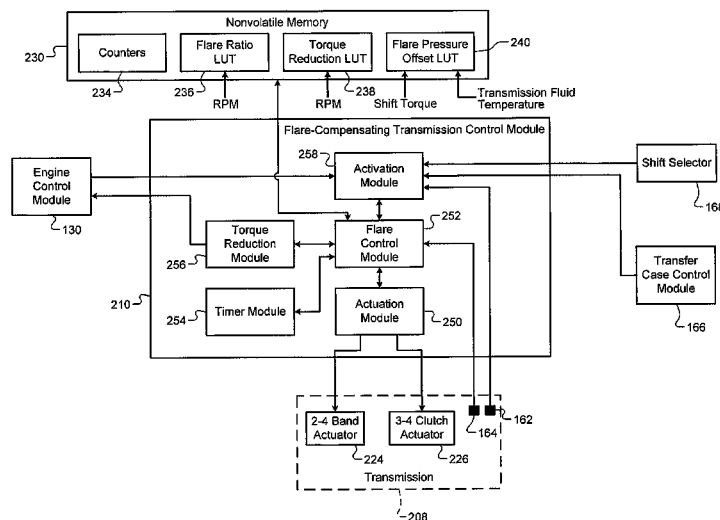 Nonvolatile Memory
230
Counters
Flare Ratio
LUT
Torque
Reduction LUT
Flare Pressure
Offset LUT
240
234
236
238
RPM
RPM
Shift Torque
Transmission Fluid
Temperature
Flare-Compensating Transmission Control Module
258
Activation
Module
Engine
Control
Module
130
Shift Selector
168
252
Torque
Reduction
Module
256
Flare
Control
Module
Transfer
Case Control
Module
166
210
254
Timer Module
Actuation
Module
250
2-4 Band
Actuator
3-4 Clutch
Actuator
164
162
224
226
Transmission
208